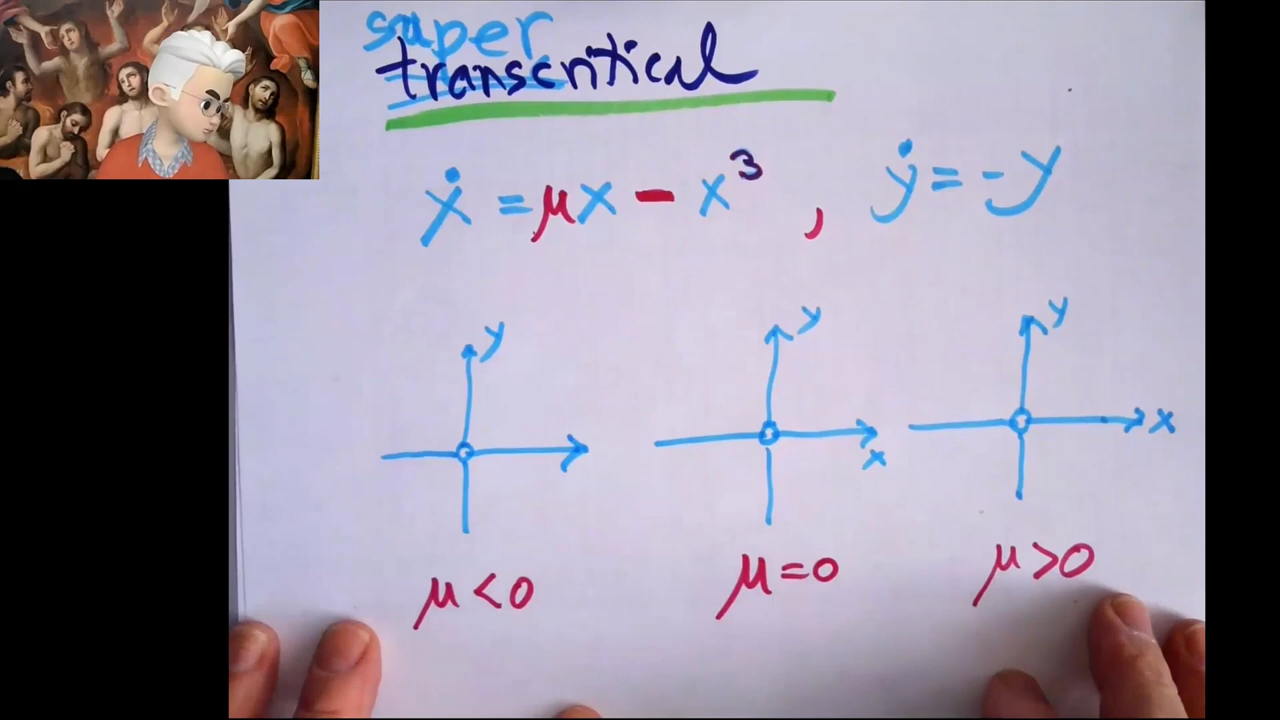 super
transcritical
ẋ = μx - x³ , ẏ = -y
y y y
x x
μ < 0 μ = 0 μ > 0